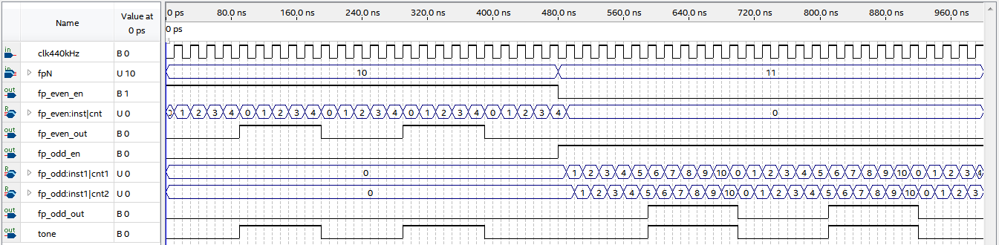 Name Value at 0 ps
0 ps 80.0 ns 160.0 ns 240.0 ns 320.0 ns 400.0 ns 480.0 ns 560.0 ns 640.0 ns 720.0 ns 800.0 ns 880.0 ns 960.0 ns
0 ps
in clk440kHz B 0
in fpN U 10 10 11
out fp_even_en B 1
R fp_even:inst|cnt U 0 0 1 2 3 4 0 1 2 3 4 0 1 2 3 4 0 1 2 3 4 0 1 2 3 4 0
out fp_even_out B 0
out fp_odd_en B 0
R fp_odd:inst1|cnt1 U 0 0 1 2 3 4 5 6 7 8 9 10 0 1 2 3 4 5 6 7 8 9 10 0 1 2 3 4
R fp_odd:inst1|cnt2 U 0 0 1 2 3 4 5 6 7 8 9 10 0 1 2 3 4 5 6 7 8 9 10 0 1 2 3
out fp_odd_out B 0
out tone B 0